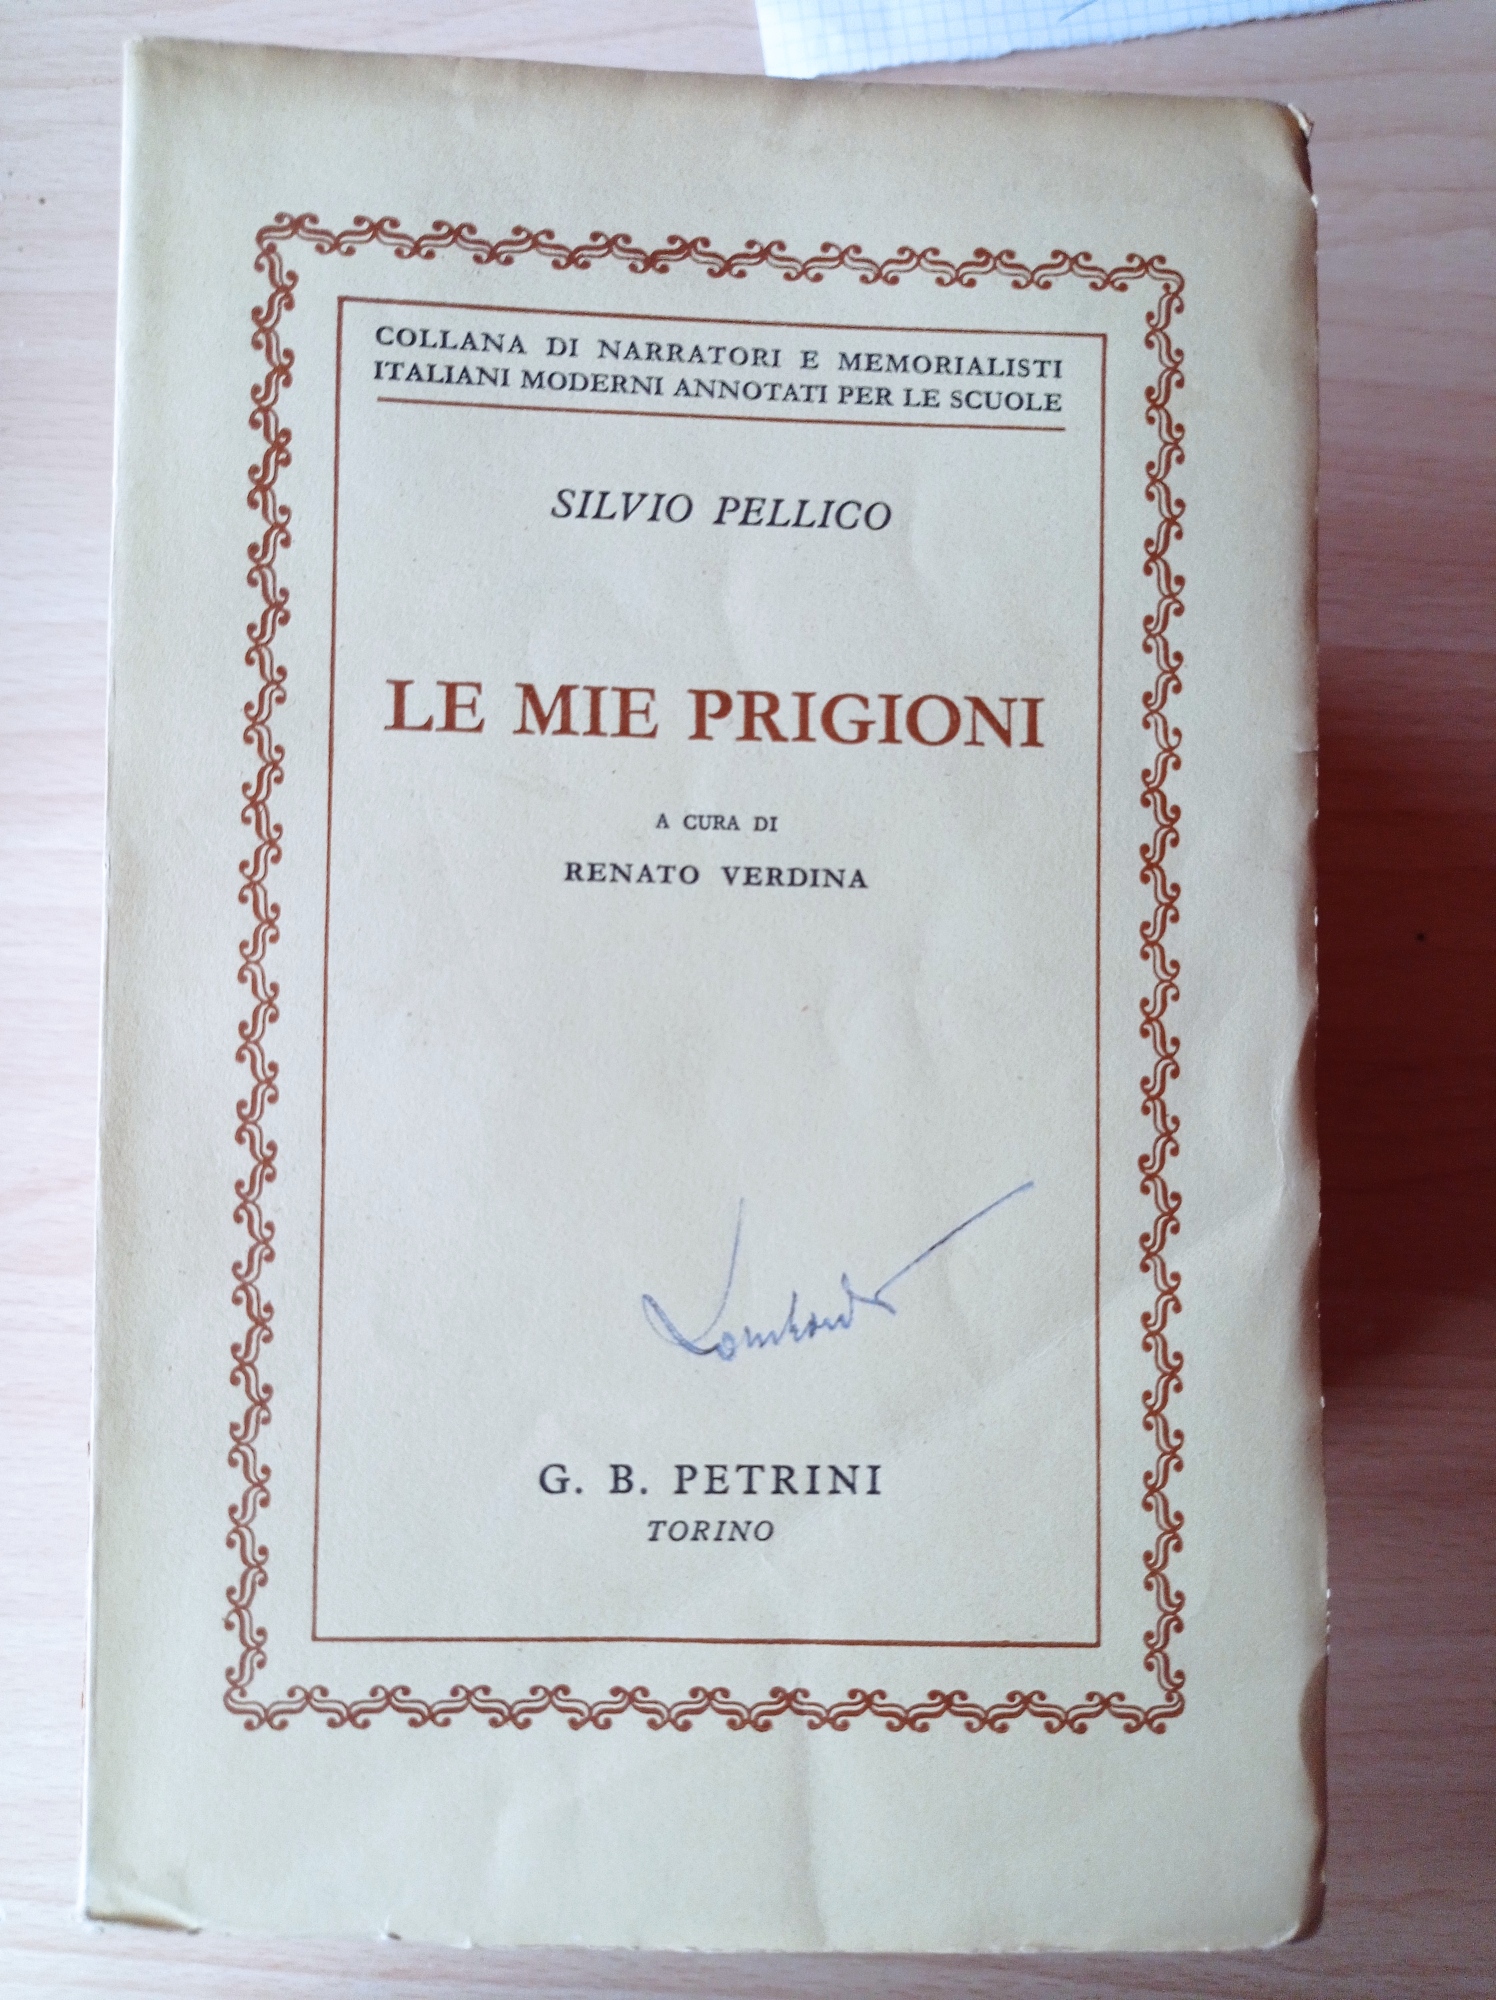 COLLANA DI NARRATORI E MEMORIALISTI
ITALIANI MODERNI ANNOTATI PER LE SCUOLE
SILVIO PELLICO
LE MIE PRIGIONI
A CURA DI
RENATO VERDINA
G. B. PETRINI
TORINO